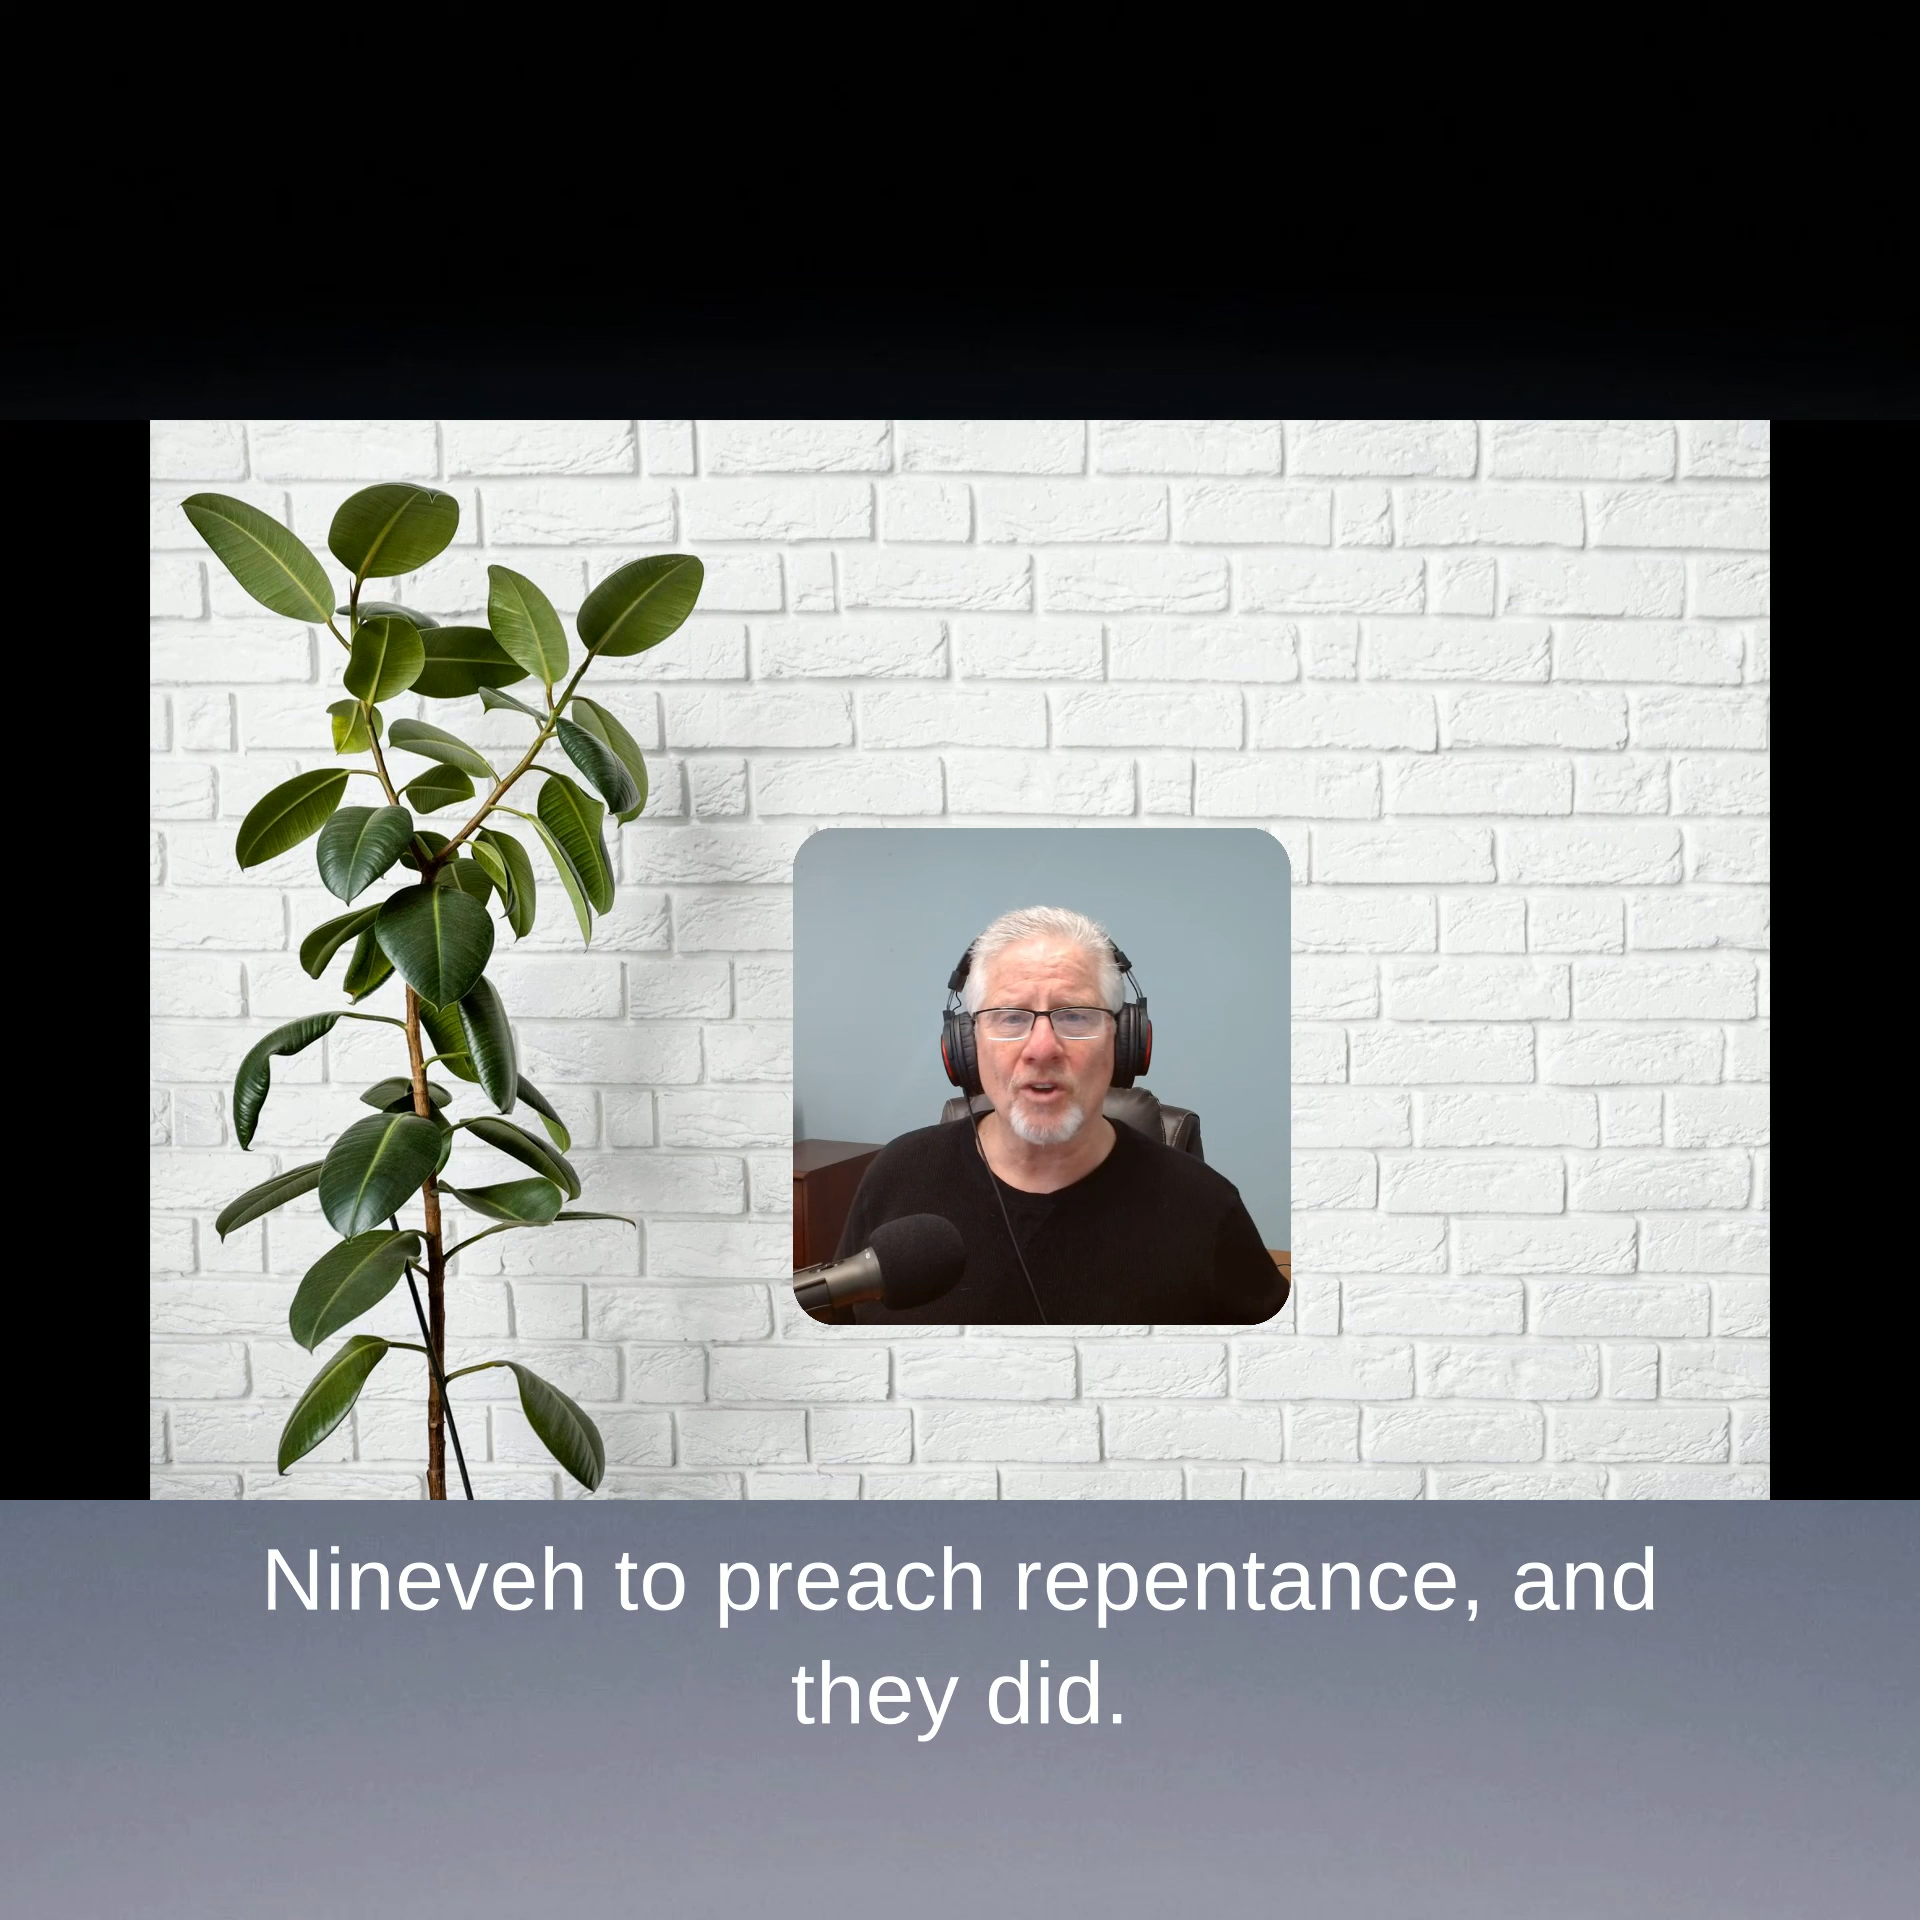 Nineveh to preach repentance, and
they did.